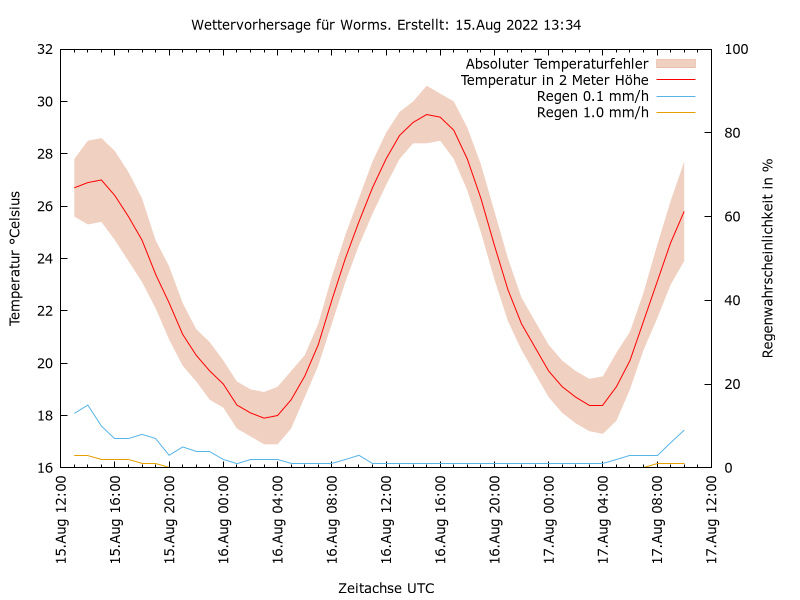 Wettervorhersage für Worms. Erstellt: 15.Aug 2022 13:34
Absoluter Temperaturfehler
Temperatur in 2 Meter Höhe
Regen 0.1 mm/h
Regen 1.0 mm/h
Temperatur °Celsius
32
30
28
26
24
22
20
18
16
100
80
60
40
20
0
Regenwahrscheinlichkeit in %
15.Aug 12:00
15.Aug 16:00
15.Aug 20:00
16.Aug 00:00
16.Aug 04:00
16.Aug 08:00
16.Aug 12:00
16.Aug 16:00
16.Aug 20:00
17.Aug 00:00
17.Aug 04:00
17.Aug 08:00
17.Aug 12:00
Zeitachse UTC